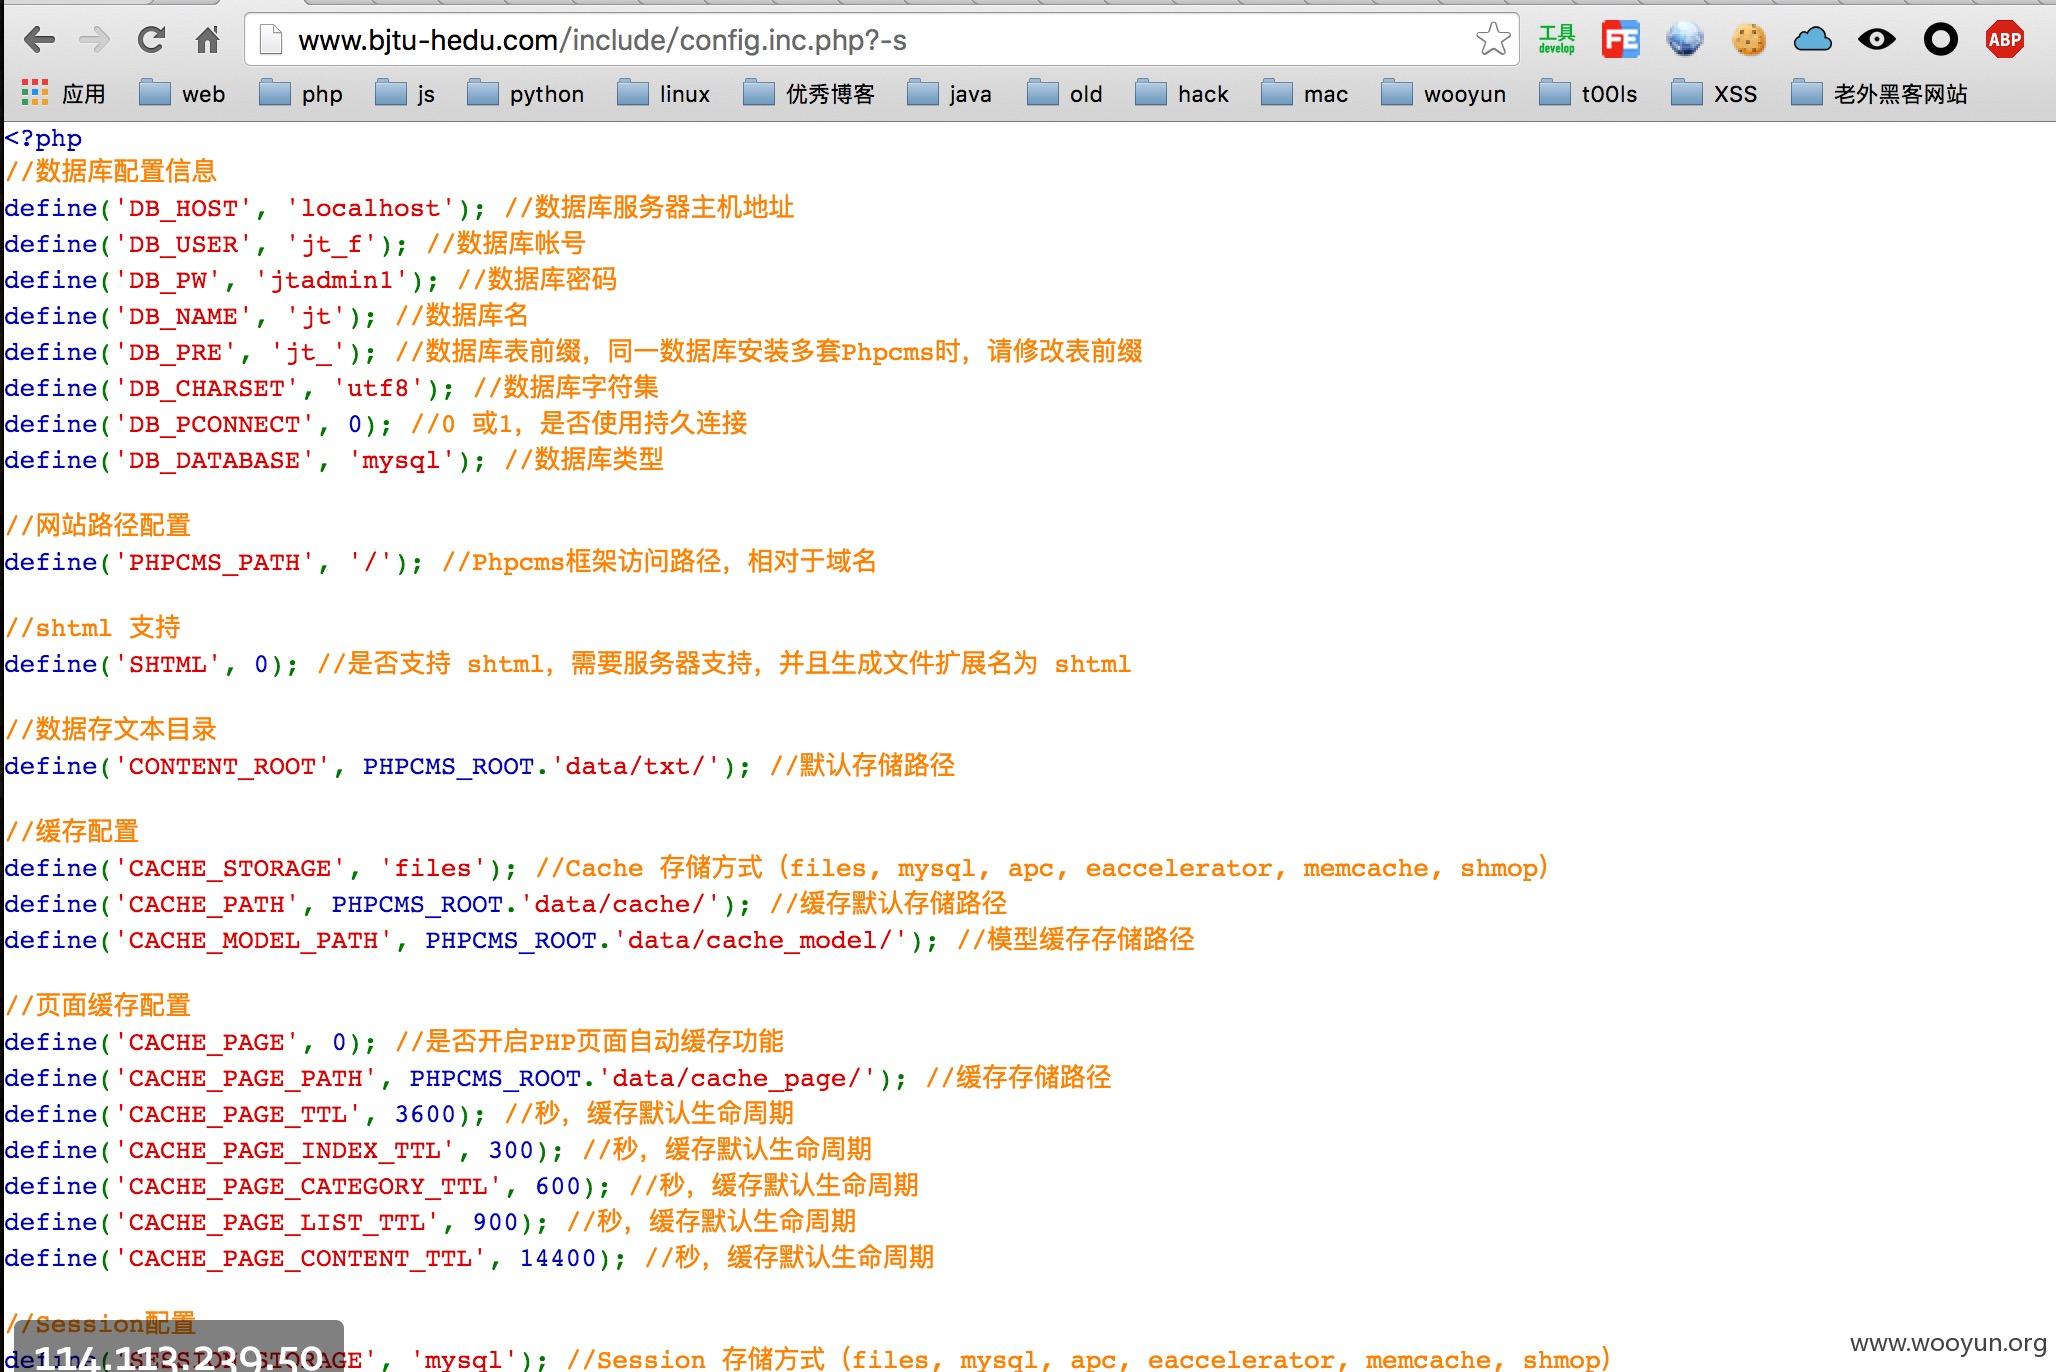 www.bjtu-hedu.com/include/config.inc.php?-s
工具
develop
FE
ABP
应用 web php js python linux 优秀博客 java old hack mac wooyun t00ls XSS 老外黑客网站
<?php
//数据库配置信息
define('DB_HOST', 'localhost'); //数据库服务器主机地址
define('DB_USER', 'jt_f'); //数据库帐号
define('DB_PW', 'jtadmin1'); //数据库密码
define('DB_NAME', 'jt'); //数据库名
define('DB_PRE', 'jt_'); //数据库表前缀，同一数据库安装多套Phpcms时，请修改表前缀
define('DB_CHARSET', 'utf8'); //数据库字符集
define('DB_PCONNECT', 0); //0 或1，是否使用持久连接
define('DB_DATABASE', 'mysql'); //数据库类型
//网站路径配置
define('PHPCMS_PATH', '/'); //Phpcms框架访问路径，相对于域名
//shtml 支持
define('SHTML', 0); //是否支持 shtml，需要服务器支持，并且生成文件扩展名为 shtml
//数据存文本目录
define('CONTENT_ROOT', PHPCMS_ROOT.'data/txt/'); //默认存储路径
//缓存配置
define('CACHE_STORAGE', 'files'); //Cache 存储方式（files, mysql, apc, eaccelerator, memcache, shmop）
define('CACHE_PATH', PHPCMS_ROOT.'data/cache/'); //缓存默认存储路径
define('CACHE_MODEL_PATH', PHPCMS_ROOT.'data/cache_model/'); //模型缓存存储路径
//页面缓存配置
define('CACHE_PAGE', 0); //是否开启PHP页面自动缓存功能
define('CACHE_PAGE_PATH', PHPCMS_ROOT.'data/cache_page/'); //缓存存储路径
define('CACHE_PAGE_TTL', 3600); //秒，缓存默认生命周期
define('CACHE_PAGE_INDEX_TTL', 300); //秒，缓存默认生命周期
define('CACHE_PAGE_CATEGORY_TTL', 600); //秒，缓存默认生命周期
define('CACHE_PAGE_LIST_TTL', 900); //秒，缓存默认生命周期
define('CACHE_PAGE_CONTENT_TTL', 14400); //秒，缓存默认生命周期
//Session配置
define('SESSION_STORAGE', 'mysql'); //Session 存储方式（files, mysql, apc, eaccelerator, memcache, shmop）
114.113.239.50
www.wooyun.org